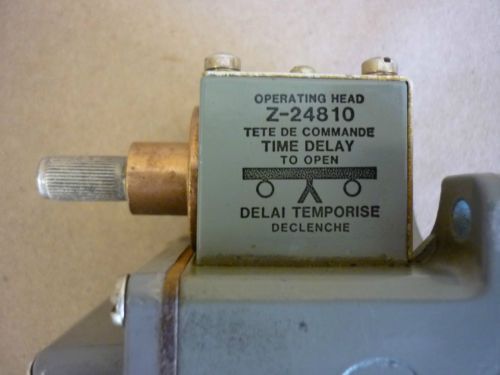 OPERATING HEAD
Z-24810
TETE DE COMMANDE
TIME DELAY
TO OPEN
DELAI TEMPORISE
DECLENCHE